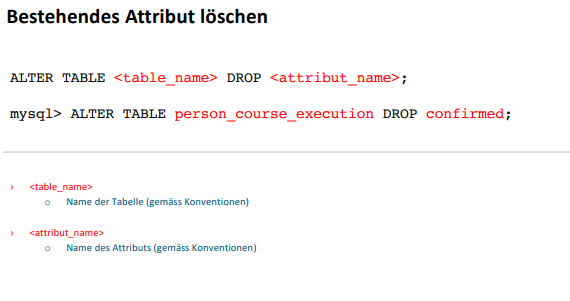 Bestehendes Attribut löschen
ALTER TABLE <table_name> DROP <attribut_name>;
mysql> ALTER TABLE person_course_execution DROP confirmed;
› <table_name>
o Name der Tabelle (gemäss Konventionen)
› <attribut_name>
o Name des Attributs (gemäss Konventionen)